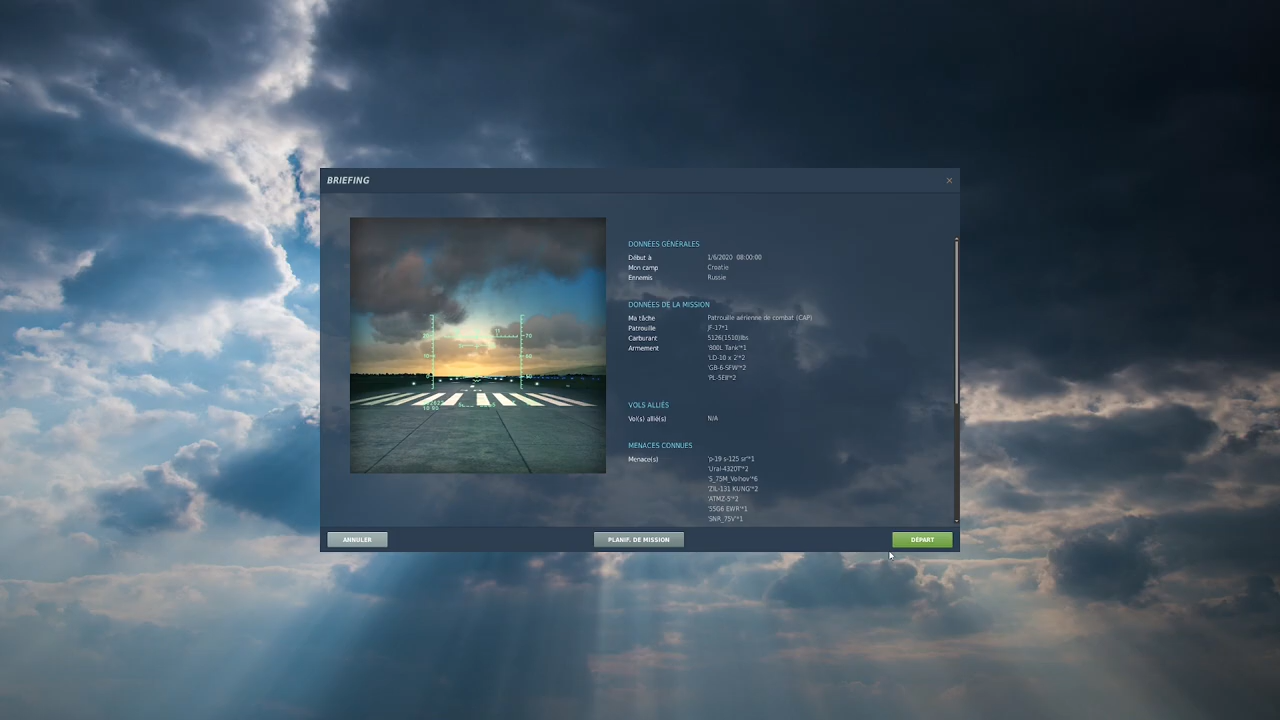 BRIEFING
DONNÉES GÉNÉRALES
Début à 1/6/2020 08:00:00
Mon camp Croatie
Ennemis Russie
DONNÉES DE LA MISSION
Ma tâche Patrouille aérienne de combat (CAP)
Patrouille JF-17*1
Carburant 5126(1510)lbs
Armement '800L Tank'*1
'LD-10 x 2'*2
'GB-6-SFW'*2
'PL-5EII'*2
VOLS ALLIÉS
Vol(s) allié(s) N/A
MENACES CONNUES
Menace(s) 'p-19 s-125 sr'*1
'Ural-4320T'*2
'S_75M_Volhov'*6
'ZIL-131 KUNG'*2
'ATMZ-5'*2
'55G6 EWR'*1
'SNR_75V'*1
ANNULER
PLANIF. DE MISSION
DÉPART